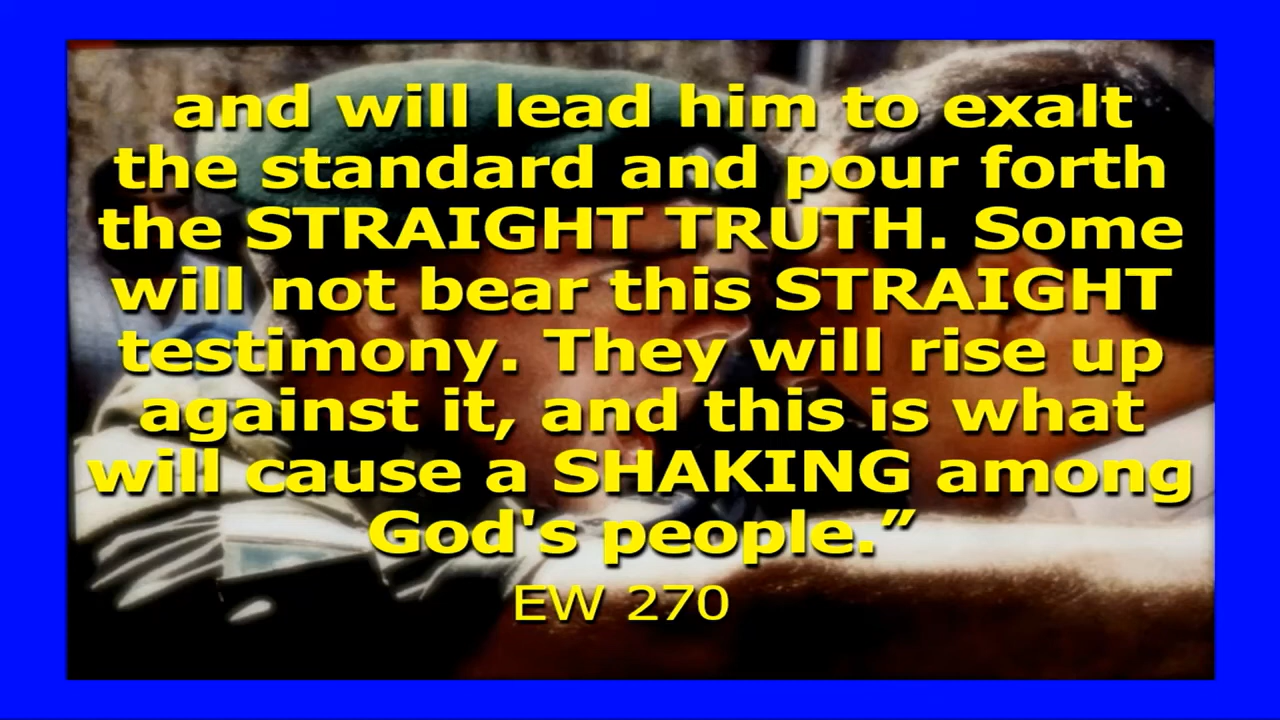 and will lead him to exalt
the standard and pour forth
the STRAIGHT TRUTH. Some
will not bear this STRAIGHT
testimony. They will rise up
against it, and this is what
will cause a SHAKING among
God's people.”
EW 270